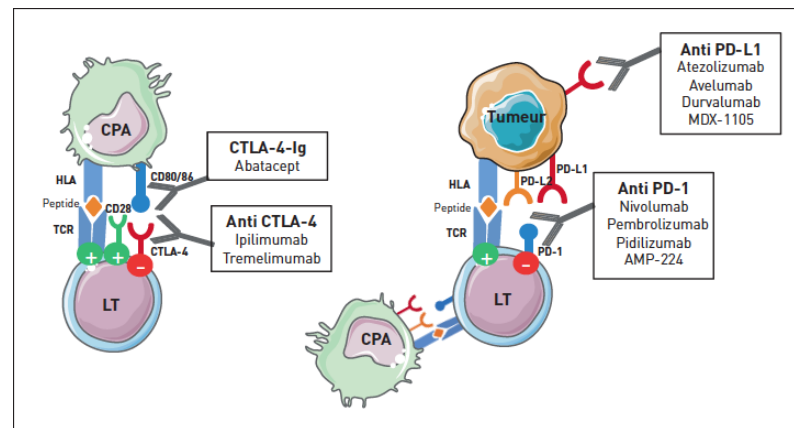 CPA
HLA
Peptide
TCR
CD28
CD80/86
CTLA-4
+
+
−
LT
CTLA-4-Ig
Abatacept
Anti CTLA-4
Ipilimumab
Tremelimumab
Tumeur
HLA
Peptide
TCR
PD-L2
PD-L1
PD-1
+
−
LT
CPA
Anti PD-L1
Atezolizumab
Avelumab
Durvalumab
MDX-1105
Anti PD-1
Nivolumab
Pembrolizumab
Pidilizumab
AMP-224